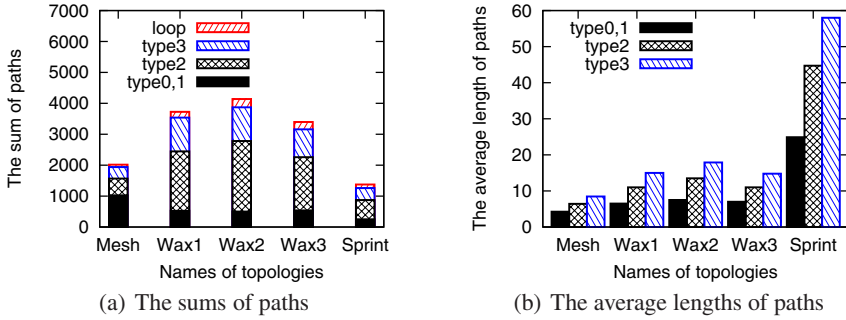 7000
6000
5000
4000
3000
2000
1000
0
The sum of paths
loop
type3
type2
type0,1
Mesh Wax1 Wax2 Wax3 Sprint
Names of topologies
(a) The sums of paths
60
50
40
30
20
10
0
The average length of paths
type0,1
type2
type3
Mesh Wax1 Wax2 Wax3 Sprint
Names of topologies
(b) The average lengths of paths